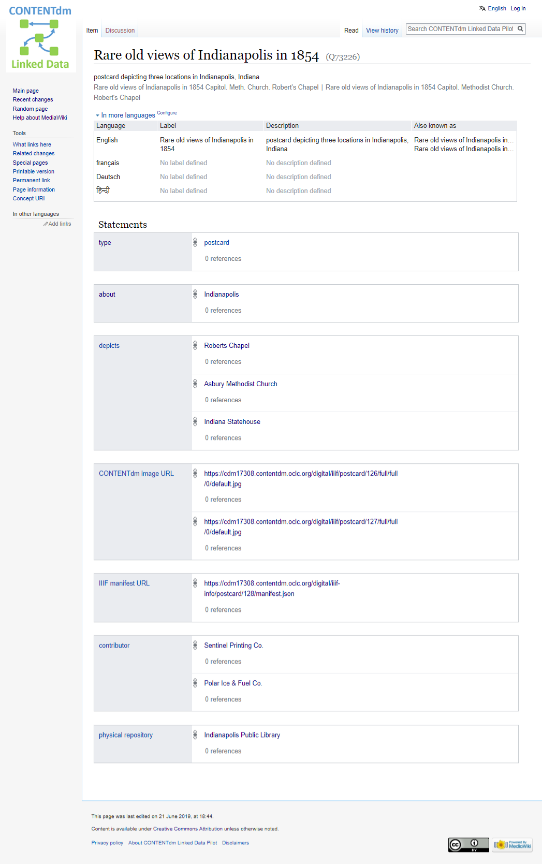 CONTENTdm
Linked Data
English Log in
Item Discussion Read View history Search CONTENTdm Linked Data Pilot
Rare old views of Indianapolis in 1854 (Q73226)
postcard depicting three locations in Indianapolis, Indiana
Rare old views of Indianapolis in 1854 Capitol, Meth. Church, Robert's Chapel | Rare old views of Indianapolis in 1854 Capitol, Methodist Church,
Robert's Chapel
In more languages Configure
Language Label Description Also known as
English Rare old views of Indianapolis in 1854 postcard depicting three locations in Indianapolis, Indiana Rare old views of Indianapolis in...
Rare old views of Indianapolis in...
français No label defined No description defined
Deutsch No label defined No description defined
हिन्दी No label defined No description defined
Main page
Recent changes
Random page
Help about MediaWiki
Tools
What links here
Related changes
Special pages
Printable version
Permanent link
Page information
Concept URI
In other languages
Add links
Statements
type postcard
0 references
about Indianapolis
0 references
depicts Roberts Chapel
0 references
Asbury Methodist Church
0 references
Indiana Statehouse
0 references
CONTENTdm image URL https://cdm17308.contentdm.oclc.org/digital/iiif/postcard/126/full/full
/0/default.jpg
0 references
https://cdm17308.contentdm.oclc.org/digital/iiif/postcard/127/full/full
/0/default.jpg
0 references
IIIF manifest URL https://cdm17308.contentdm.oclc.org/digital/iiif-
info/postcard/128/manifest.json
0 references
contributor Sentinel Printing Co.
0 references
Polar Ice & Fuel Co.
0 references
physical repository Indianapolis Public Library
0 references
This page was last edited on 21 June 2019, at 18:44.
Content is available under Creative Commons Attribution unless otherwise noted.
Privacy policy About CONTENTdm Linked Data Pilot Disclaimers
CC BY
Powered By MediaWiki